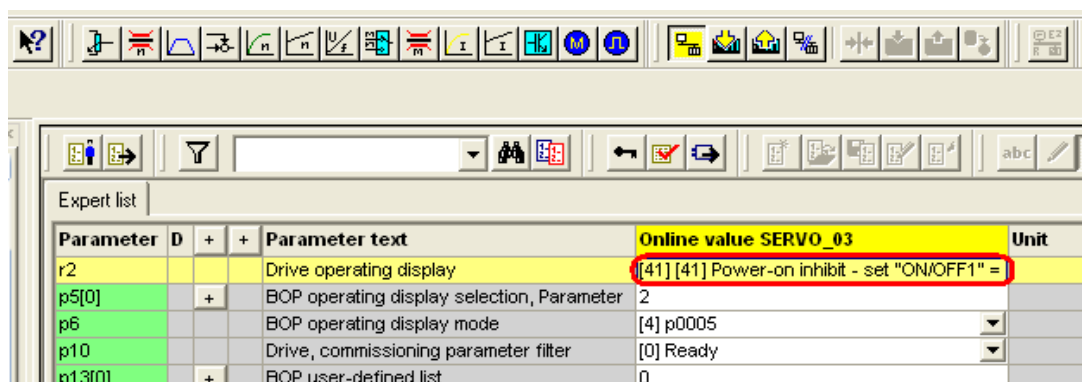 Expert list
Parameter D + + Parameter text Online value SERVO_03 Unit
r2 Drive operating display [41] [41] Power-on inhibit - set "ON/OFF1" =
p5[0] + BOP operating display selection, Parameter 2
p6 BOP operating display mode [4] p0005
p10 Drive, commissioning parameter filter [0] Ready
p13[0] + BOP user-defined list 0